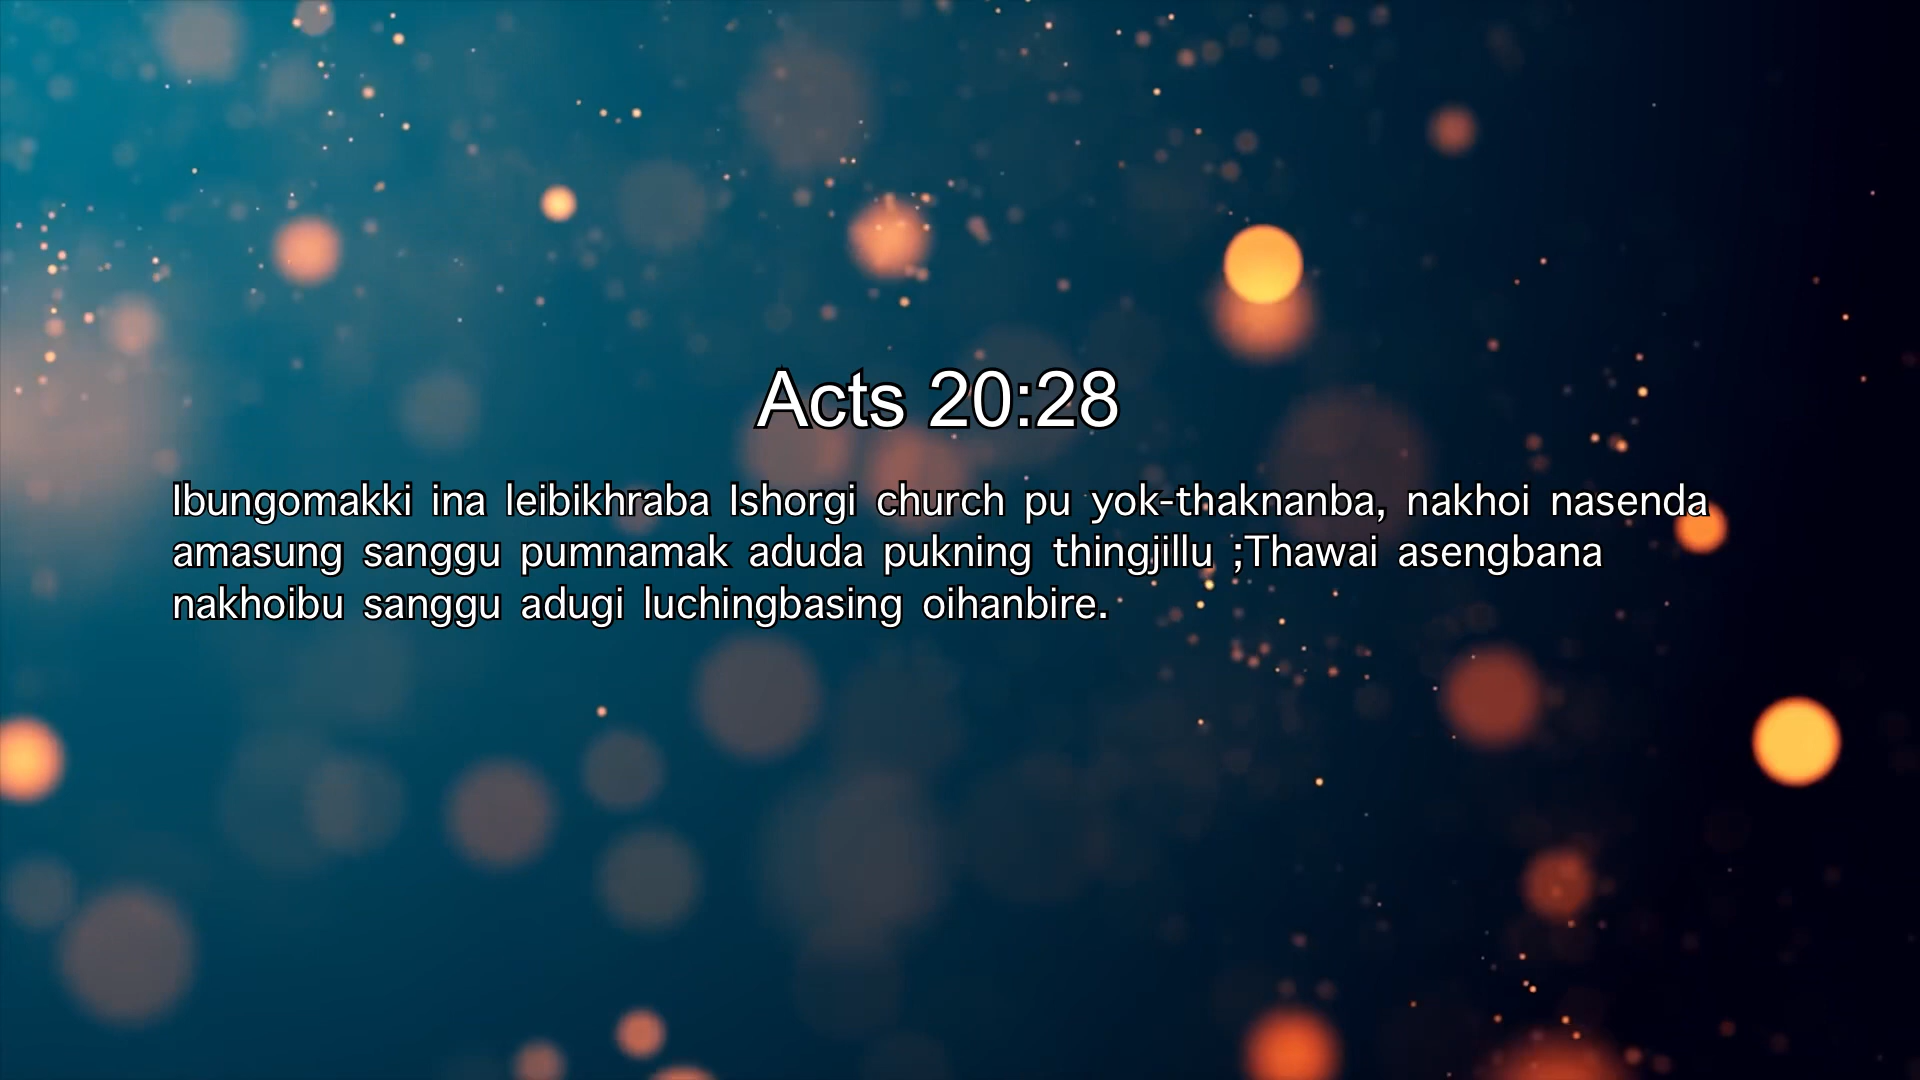 Acts 20:28
Ibungomakki ina leibikhraba Ishorgi church pu yok-thaknanba, nakhoi nasenda
amasung sanggu pumnamak aduda pukning thingjillu ;Thawai asengbana
nakhoibu sanggu adugi luchingbasing oihanbire.